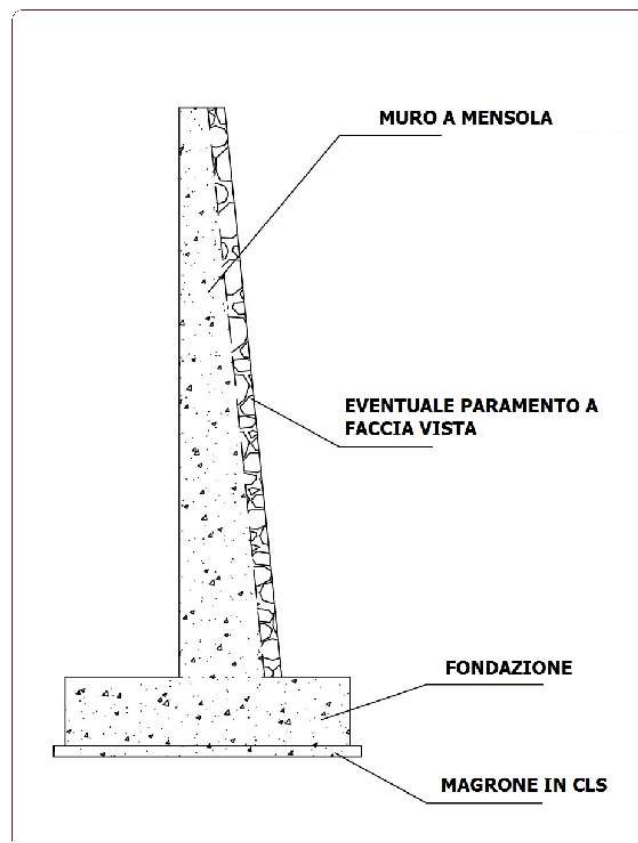 MURO A MENSOLA
EVENTUALE PARAMENTO A
FACCIA VISTA
FONDAZIONE
MAGRONE IN CLS